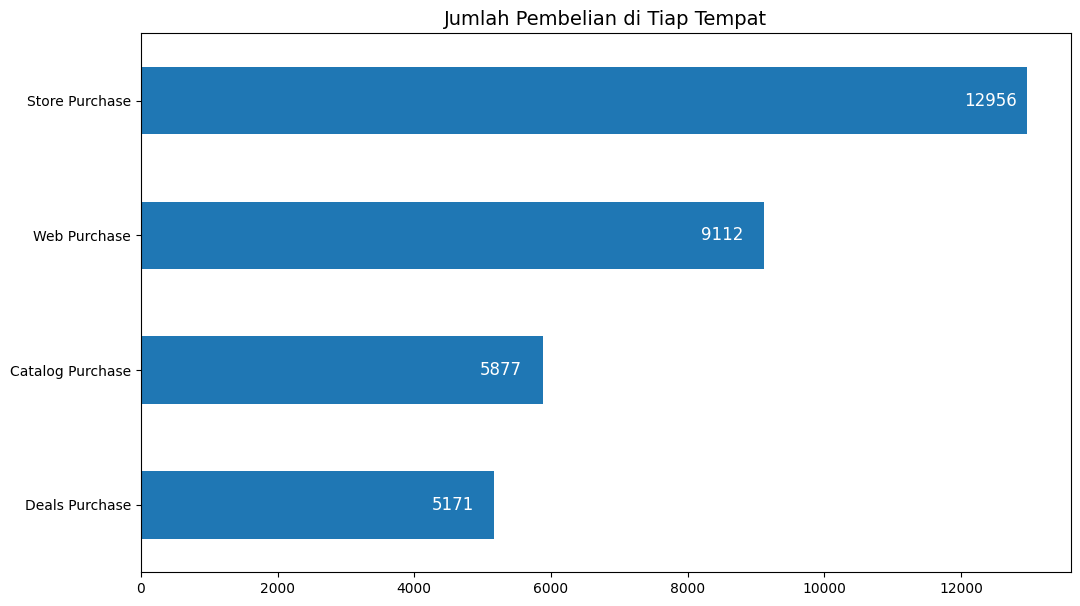 Jumlah Pembelian di Tiap Tempat
Store Purchase
12956
Web Purchase
9112
Catalog Purchase
5877
Deals Purchase
5171
0 2000 4000 6000 8000 10000 12000